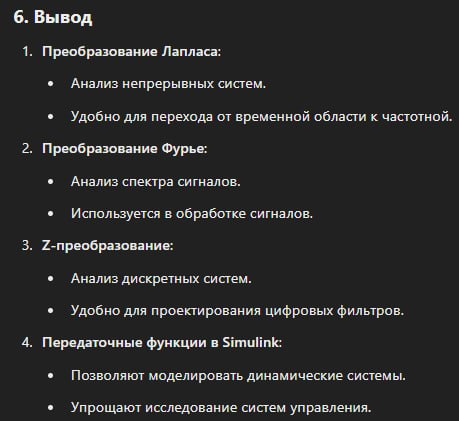 6. Вывод
1. Преобразование Лапласа:
• Анализ непрерывных систем.
• Удобно для перехода от временной области к частотной.
2. Преобразование Фурье:
• Анализ спектра сигналов.
• Используется в обработке сигналов.
3. Z-преобразование:
• Анализ дискретных систем.
• Удобно для проектирования цифровых фильтров.
4. Передаточные функции в Simulink:
• Позволяют моделировать динамические системы.
• Упрощают исследование систем управления.